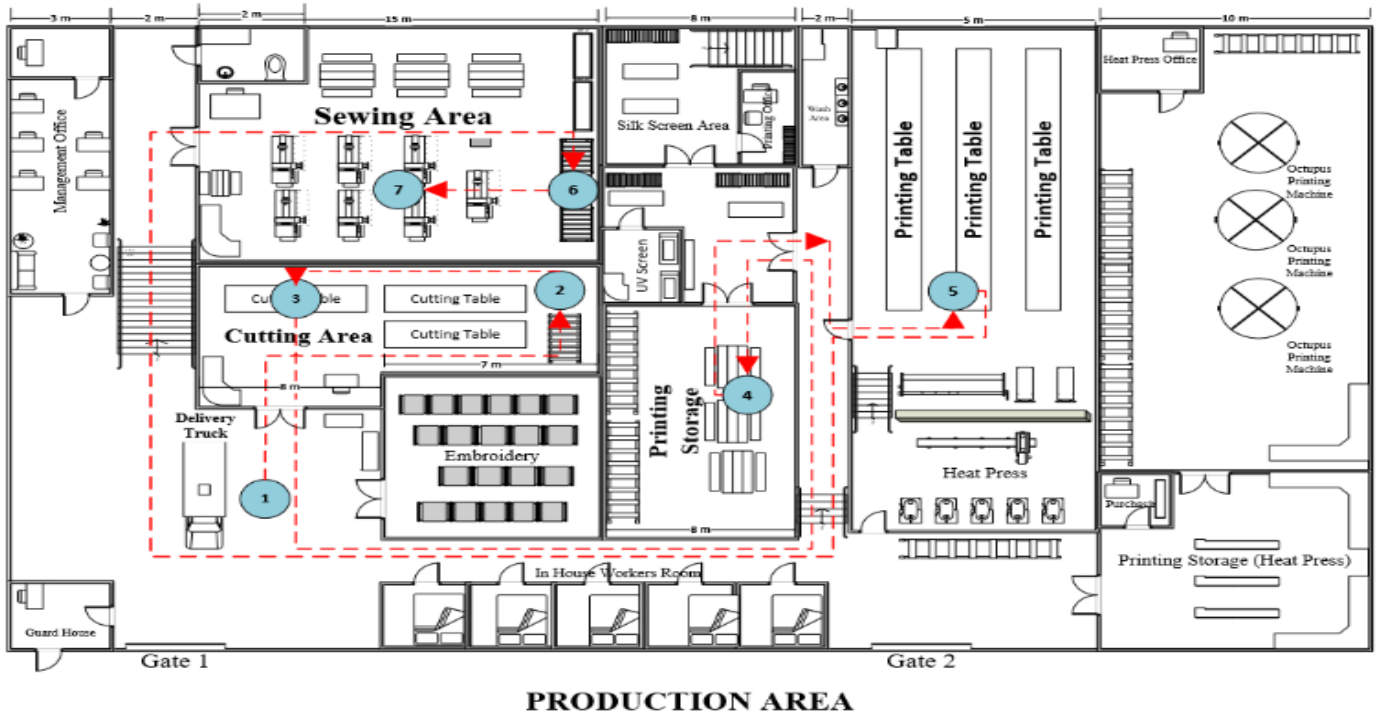 3 m
2 m
15 m
8 m
2 m
5 m
10 m
2 m
2 m
Management Office
Sewing Area
7
6
Silk Screen Area
Printing Office
Wash
Area
Printing Table
Printing Table
Printing Table
Heat Press Office
Octupus
Printing
Machine
Octupus
Printing
Machine
Octupus
Printing
Machine
UV Screen
3
Cutting Table
2
Cutting Area
Cutting Table
7 m
8 m
5
4
Printing
Storage
8 m
Delivery
Truck
1
Embroidery
Heat Press
Printing Storage (Heat Press)
In House Workers Room
Guard House
Gate 1
Gate 2
PRODUCTION AREA